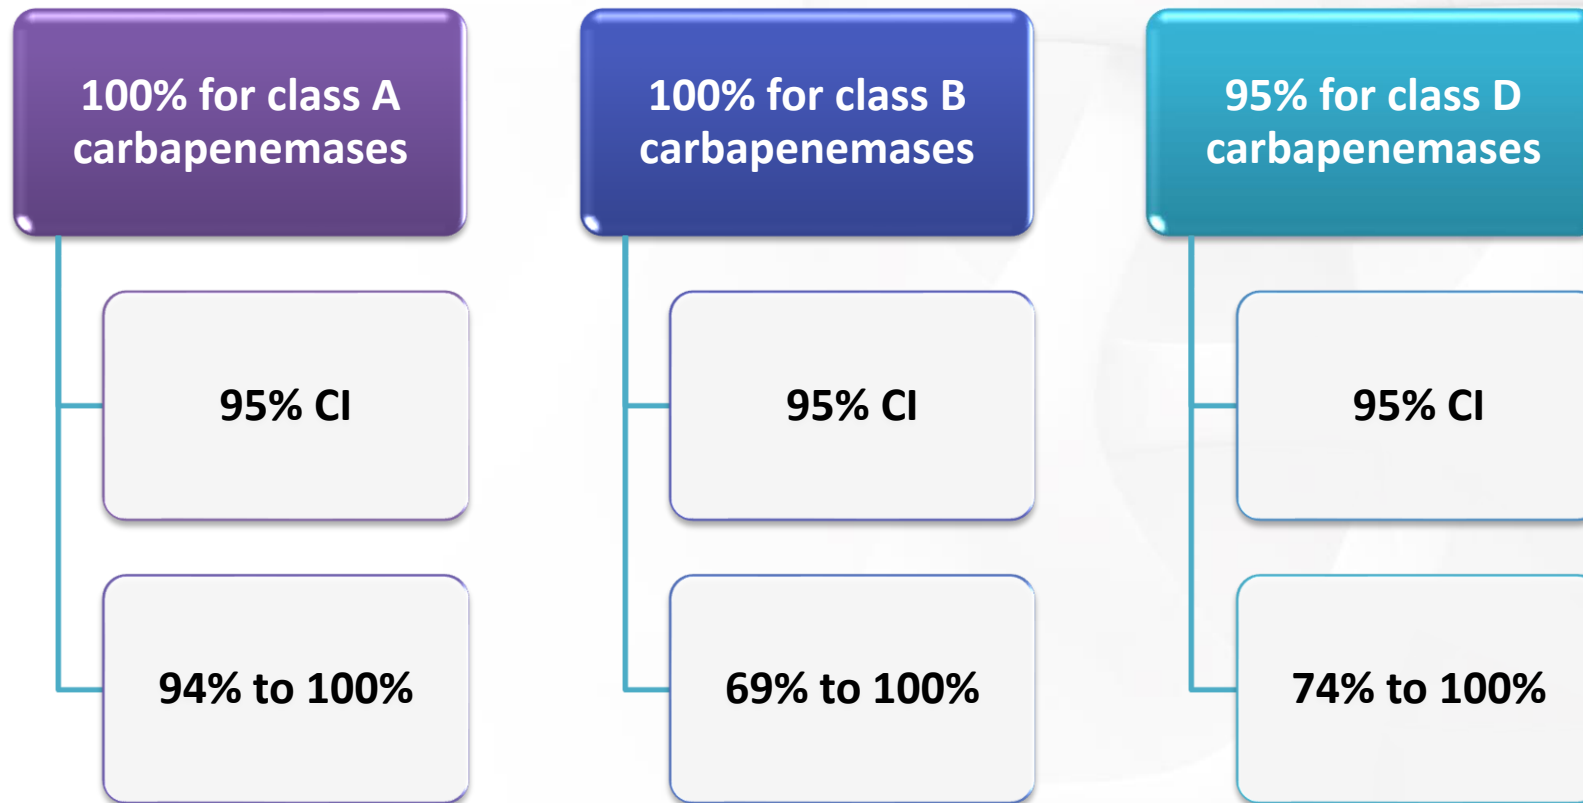 100% for class A
carbapenemases
95% CI
94% to 100%
100% for class B
carbapenemases
95% CI
69% to 100%
95% for class D
carbapenemases
95% CI
74% to 100%